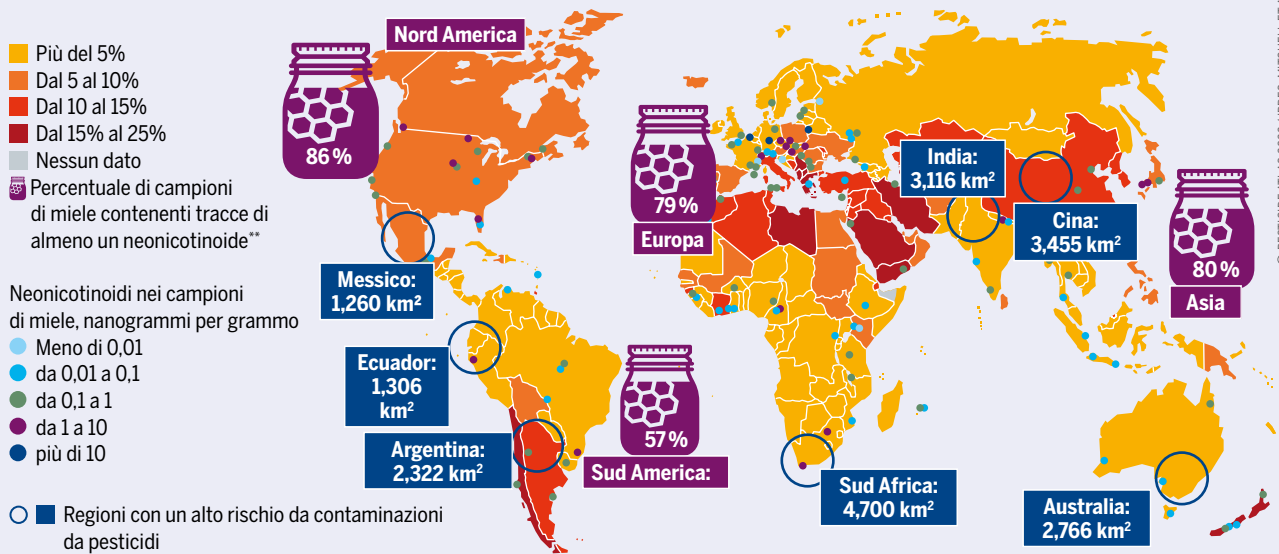 Più del 5%
Dal 5 al 10%
Dal 10 al 15%
Dal 15% al 25%
Nessun dato
Percentuale di campioni
di miele contenenti tracce di
almeno un neonicotinoide**
Neonicotinoidi nei campioni
di miele, nanogrammi per grammo
Meno di 0,01
da 0,01 a 0,1
da 0,1 a 1
da 1 a 10
più di 10
Regioni con un alto rischio da contaminazioni
da pesticidi
Nord America
86 %
Messico:
1,260 km²
Ecuador:
1,306
km²
Argentina:
2,322 km²
57 %
Sud America:
79 %
Europa
India:
3,116 km²
Cina:
3,455 km²
80 %
Asia
Sud Africa:
4,700 km²
Australia:
2,766 km²